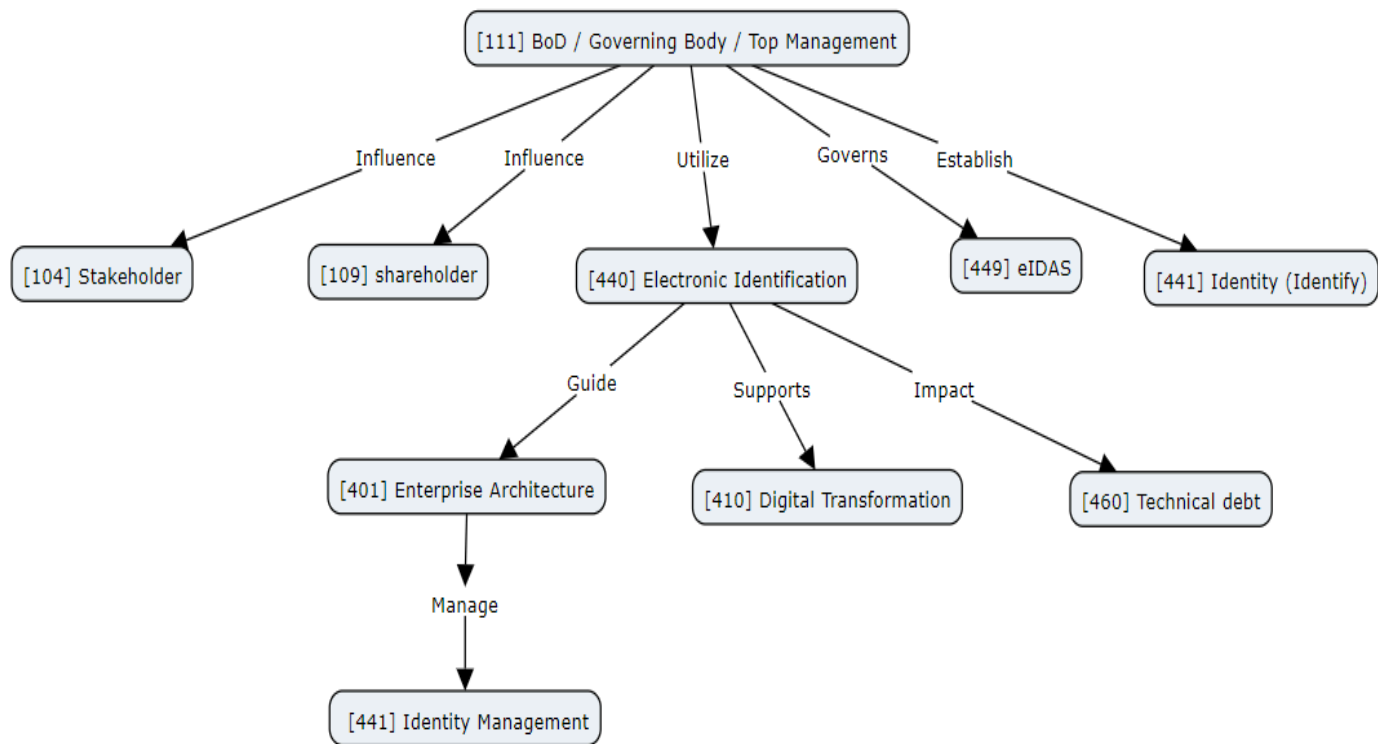 [111] BoD / Governing Body / Top Management
Influence
Influence
Utilize
Governs
Establish
[104] Stakeholder
[109] shareholder
[440] Electronic Identification
[449] eIDAS
[441] Identity (Identify)
Guide
Supports
Impact
[401] Enterprise Architecture
[410] Digital Transformation
[460] Technical debt
Manage
[441] Identity Management